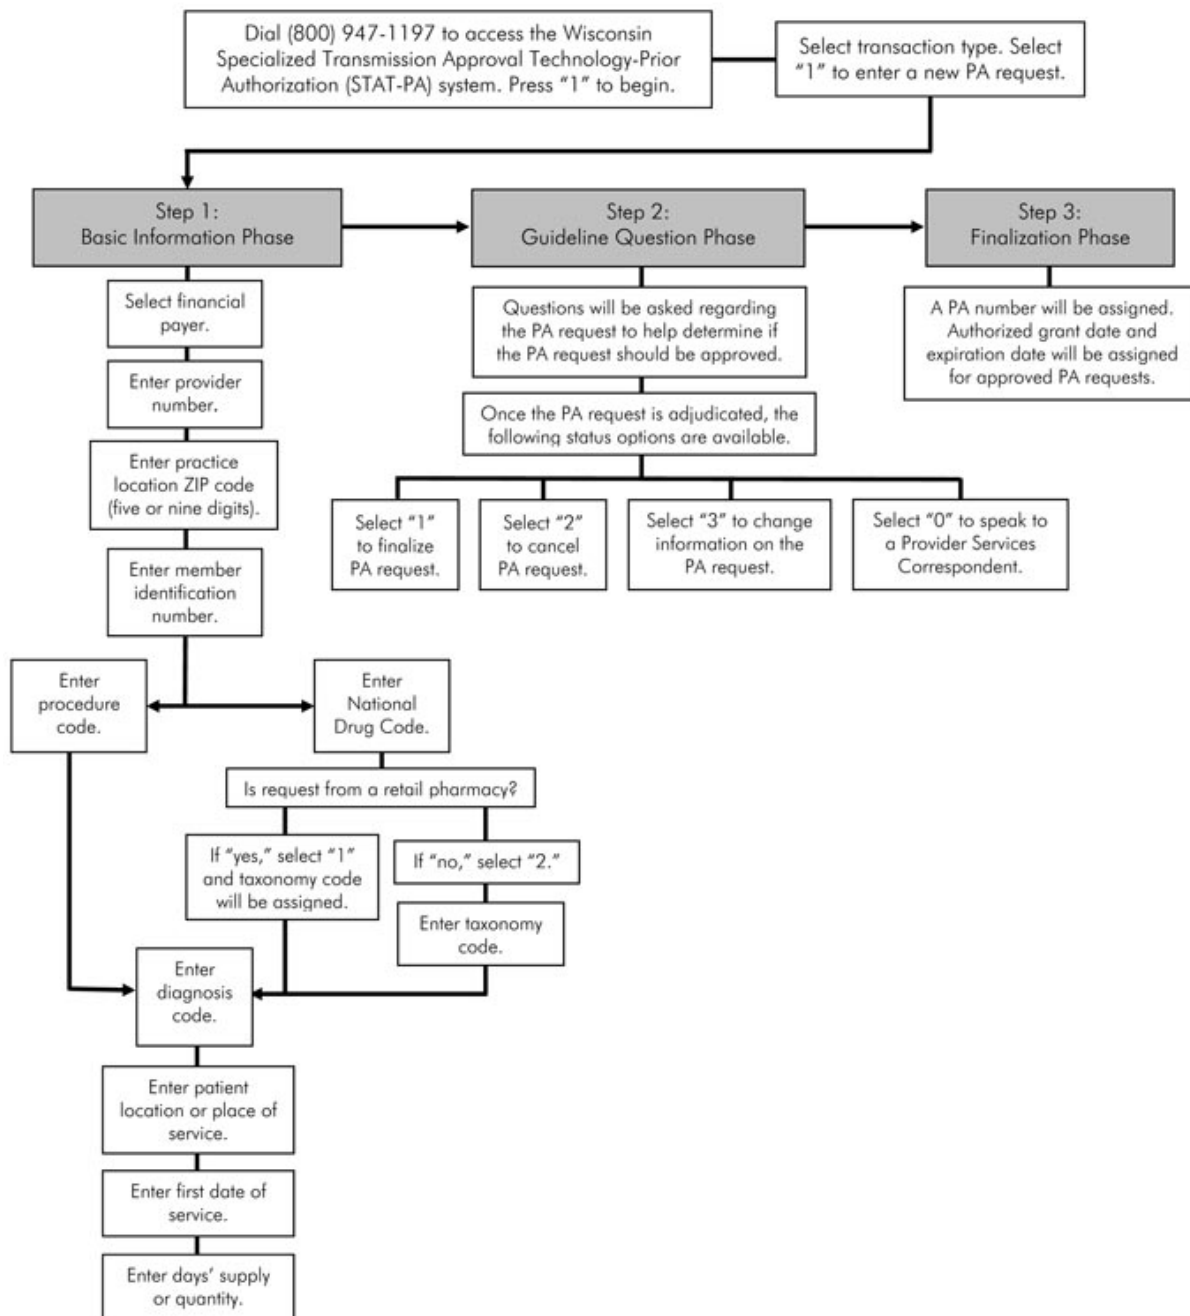 Dial (800) 947-1197 to access the Wisconsin
Specialized Transmission Approval Technology-Prior
Authorization (STAT-PA) system. Press “1” to begin.
Select transaction type. Select
“1” to enter a new PA request.
Step 1:
Basic Information Phase
Step 2:
Guideline Question Phase
Step 3:
Finalization Phase
Select financial
payer.
Enter provider
number.
Enter practice
location ZIP code
(five or nine digits).
Enter member
identification
number.
Questions will be asked regarding
the PA request to help determine if
the PA request should be approved.
Once the PA request is adjudicated, the
following status options are available.
Select “1”
to finalize
PA request.
Select “2”
to cancel
PA request.
Select “3” to change
information on the
PA request.
Select “0” to speak to
a Provider Services
Correspondent.
A PA number will be assigned.
Authorized grant date and
expiration date will be assigned
for approved PA requests.
Enter
procedure
code.
Enter
National
Drug Code.
Is request from a retail pharmacy?
If “yes,” select “1”
and taxonomy code
will be assigned.
If “no,” select “2.”
Enter taxonomy
code.
Enter
diagnosis
code.
Enter patient
location or place of
service.
Enter first date of
service.
Enter days’ supply
or quantity.